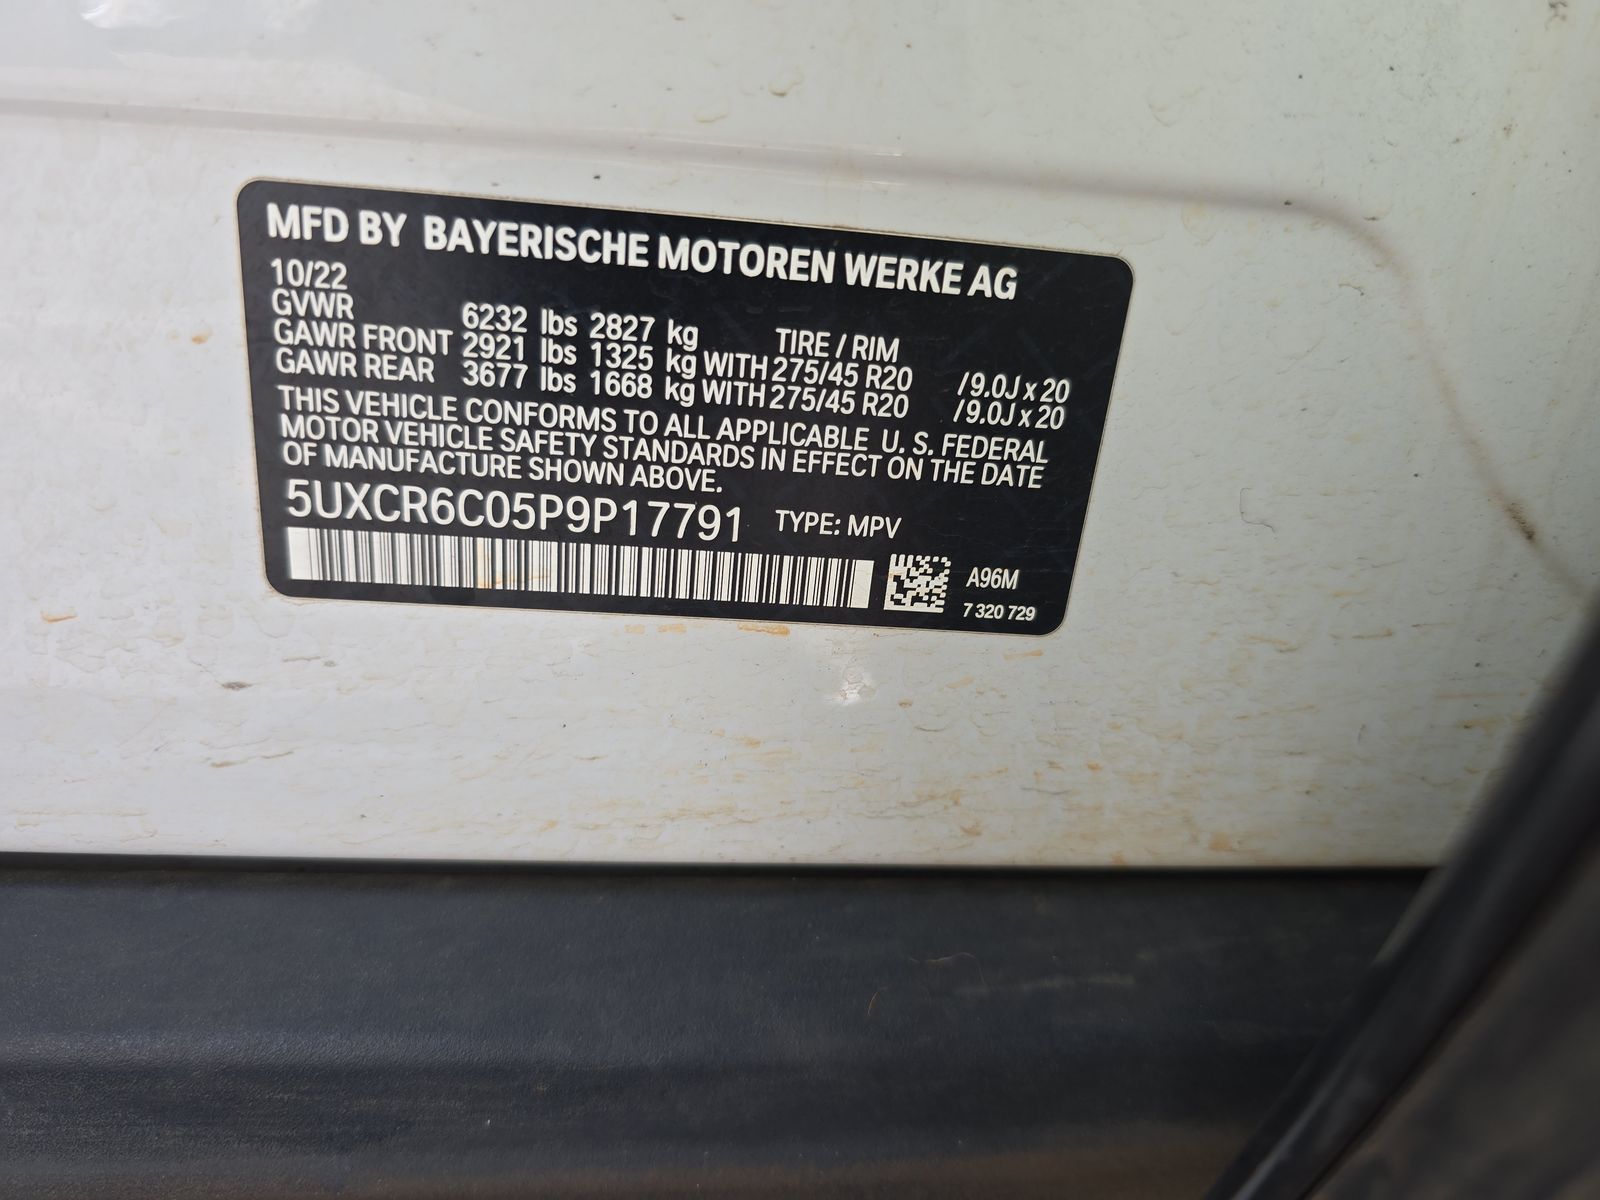 MFD BY BAYERISCHE MOTOREN WERKE AG
10/22
GVWR 6232 lbs 2827 kg TIRE / RIM
GAWR FRONT 2921 lbs 1325 kg WITH 275/45 R20 /9.0J x 20
GAWR REAR 3677 lbs 1668 kg WITH 275/45 R20 /9.0J x 20
THIS VEHICLE CONFORMS TO ALL APPLICABLE U. S. FEDERAL
MOTOR VEHICLE SAFETY STANDARDS IN EFFECT ON THE DATE
OF MANUFACTURE SHOWN ABOVE.
5UXCR6C05P9P17791 TYPE: MPV
A96M
7 320 729